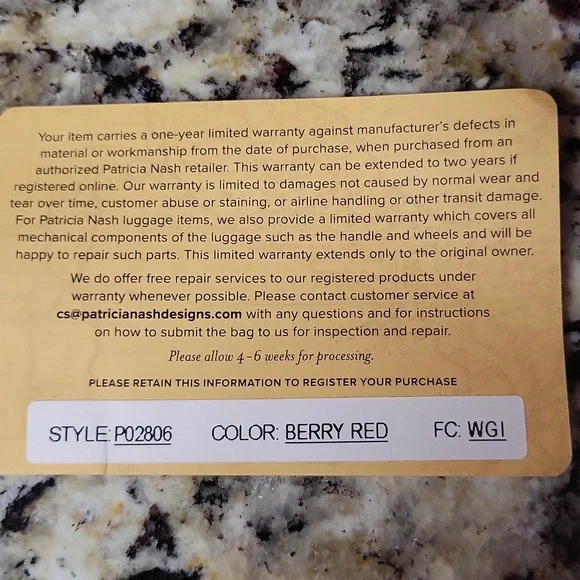 Your item carries a one-year limited warranty against manufacturer's defects in
material or workmanship from the date of purchase, when purchased from an
authorized Patricia Nash retailer. This warranty can be extended to two years if
registered online. Our warranty is limited to damages not caused by normal wear and
tear over time, customer abuse or staining, or airline handling or other transit damage.
For Patricia Nash luggage items, we also provide a limited warranty which covers all
mechanical components of the luggage such as the handle and wheels and will be
happy to repair such parts. This limited warranty extends only to the original owner.
We do offer free repair services to our registered products under
warranty whenever possible. Please contact customer service at
cs@patricianashdesigns.com with any questions and for instructions
on how to submit the bag to us for inspection and repair.
Please allow 4–6 weeks for processing.
PLEASE RETAIN THIS INFORMATION TO REGISTER YOUR PURCHASE
STYLE: P02806 COLOR: BERRY RED FC: WGI